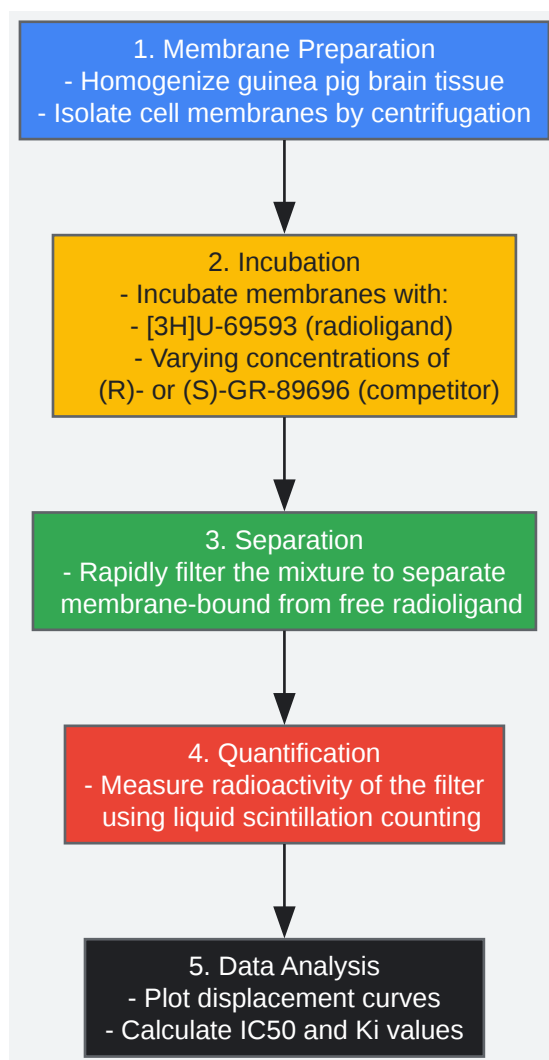 1. Membrane Preparation
- Homogenize guinea pig brain tissue
- Isolate cell membranes by centrifugation
2. Incubation
- Incubate membranes with:
- [3H]U-69593 (radioligand)
- Varying concentrations of
(R)- or (S)-GR-89696 (competitor)
3. Separation
- Rapidly filter the mixture to separate
membrane-bound from free radioligand
4. Quantification
- Measure radioactivity of the filter
using liquid scintillation counting
5. Data Analysis
- Plot displacement curves
- Calculate IC50 and Ki values